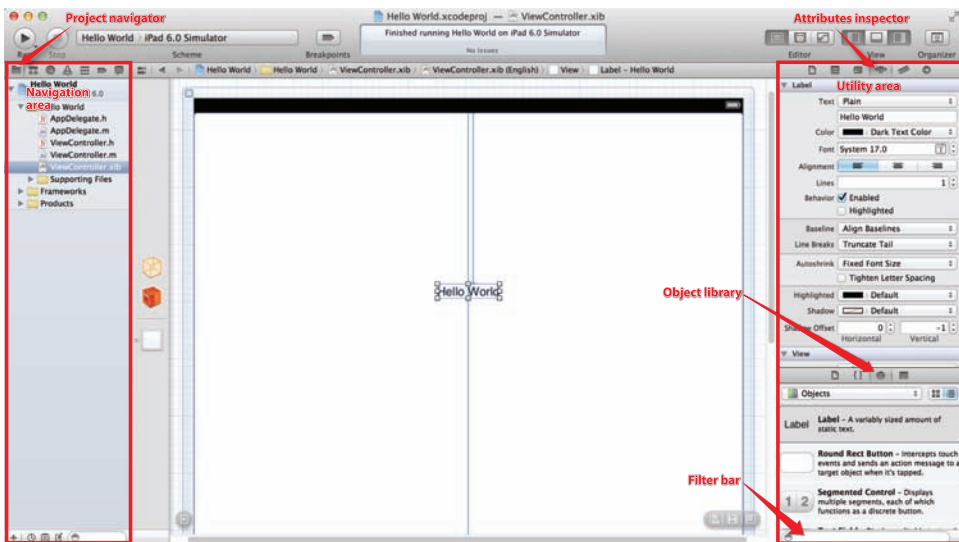 Hello World.xcodeproj — ViewController.xib
Project navigator
Attributes inspector
Hello World iPad 6.0 Simulator
Finished running Hello World on iPad 6.0 Simulator
No Issues
Run Stop
Scheme
Breakpoints
Editor
View
Organizer
Hello World Hello World ViewController.xib ViewController.xib (English) View Label - Hello World
Hello World
6.0
Navigation area
Hello World
AppDelegate.h
AppDelegate.m
ViewController.h
ViewController.m
ViewController.xib
Supporting Files
Frameworks
Products
Hello World
Utility area
Label
Text Plain
Hello World
Color Dark Text Color
Font System 17.0
Alignment
Lines 1
Behavior Enabled
Highlighted
Baseline Align Baselines
Line Breaks Truncate Tail
Autoshrink Fixed Font Size
Tighten Letter Spacing
Highlighted Default
Shadow Default
Shadow Offset 0 -1
Horizontal Vertical
View
Object library
{}
Objects
Label
Label - A variably sized amount of
static text.
Round Rect Button - Intercepts touch
events and sends an action message to a
target object when it's tapped.
1 2
Segmented Control - Displays
multiple segments, each of which
functions as a discrete button.
Filter bar